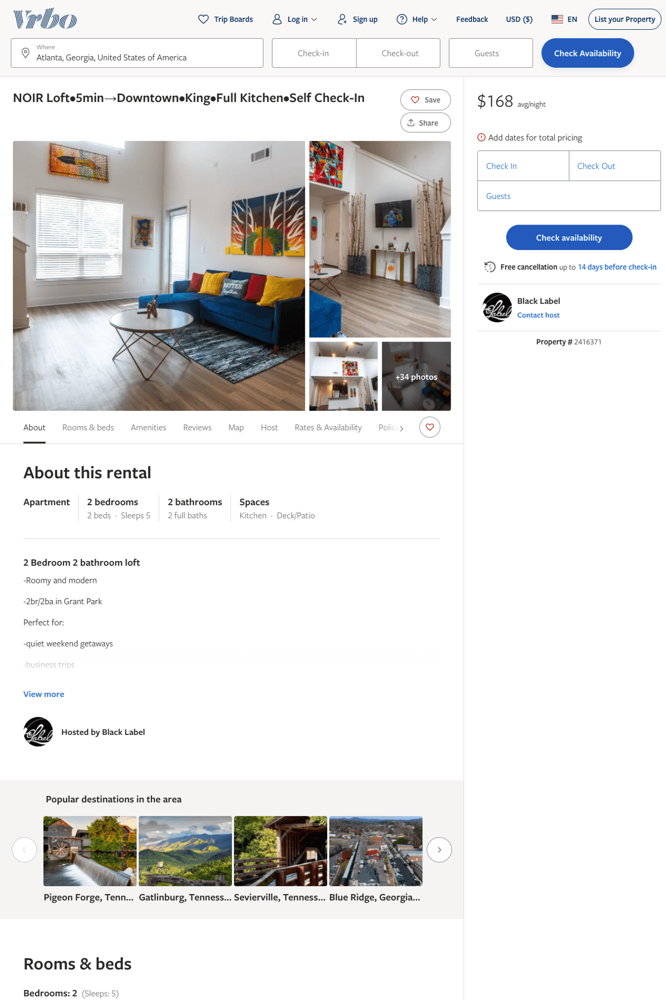 Vrbo
Trip Boards
Log in
Sign up
Help
Feedback
USD ($)
EN
List your Property
Where
Atlanta, Georgia, United States of America
Check-in
Check-out
Guests
Check Availability
NOIR Loft●5min→Downtown●King●Full Kitchen●Self Check-In
Save
Share
$168 avg/night
Add dates for total pricing
Check In
Check Out
Guests
Check availability
Free cancellation up to 14 days before check-in
Label
Black Label
Contact host
Property # 2416371
BETTER
together
+34 photos
About
Rooms & beds
Amenities
Reviews
Map
Host
Rates & Availability
Polici
About this rental
Apartment
2 bedrooms
2 beds · Sleeps 5
2 bathrooms
2 full baths
Spaces
Kitchen · Deck/Patio
2 Bedroom 2 bathroom loft
-Roomy and modern
-2br/2ba in Grant Park
Perfect for:
-quiet weekend getaways
-business trips
View more
Label
Hosted by Black Label
Popular destinations in the area
Pigeon Forge, Tenn...
Gatlinburg, Tenness...
Sevierville, Tenness...
Blue Ridge, Georgia...
Rooms & beds
Bedrooms: 2 (Sleeps: 5)